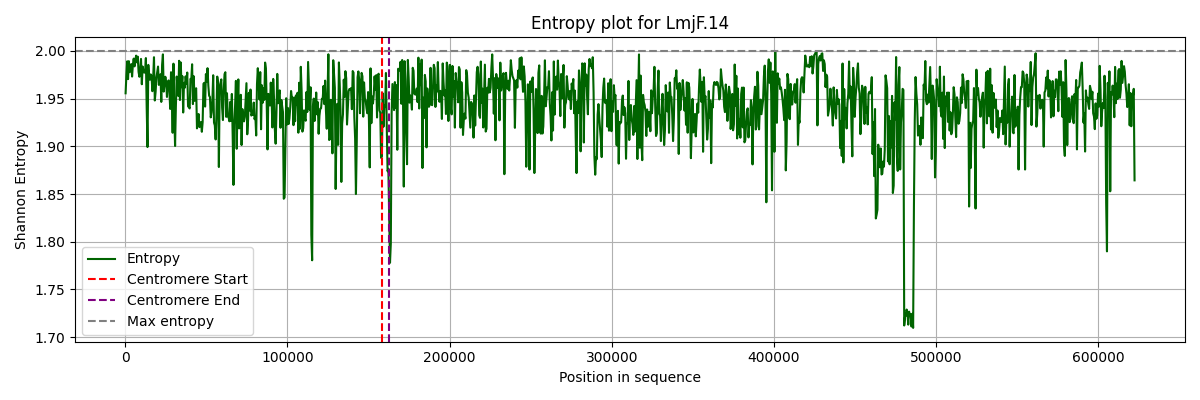 Entropy plot for LmjF.14
Shannon Entropy
2.00
1.95
1.90
1.85
1.80
1.75
1.70
Entropy
Centromere Start
Centromere End
Max entropy
0 100000 200000 300000 400000 500000 600000
Position in sequence